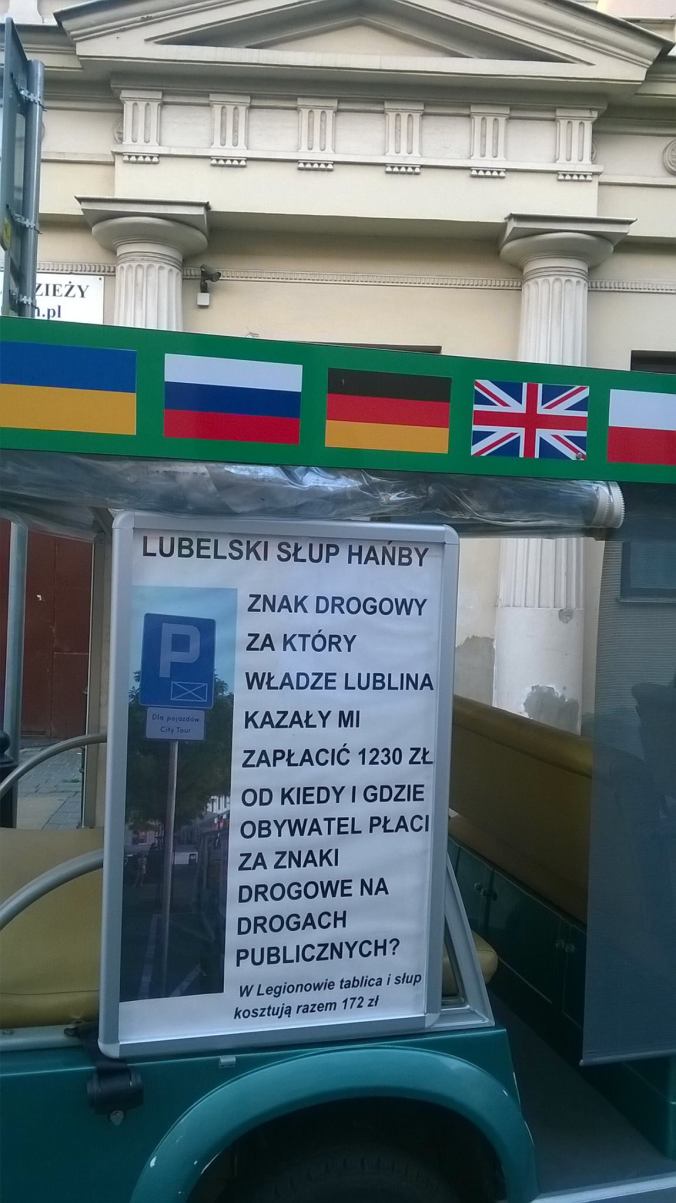 ZIEŻY
n.pl
LUBELSKI SŁUP HAŃBY
P
Dla pojazdów
City Tour
ZNAK DROGOWY
ZA KTÓRY
WŁADZE LUBLINA
KAZAŁY MI
ZAPŁACIĆ 1230 ZŁ
OD KIEDY I GDZIE
OBYWATEL PŁACI
ZA ZNAKI
DROGOWE NA
DROGACH
PUBLICZNYCH?
W Legionowie tablica i słup
kosztują razem 172 zł